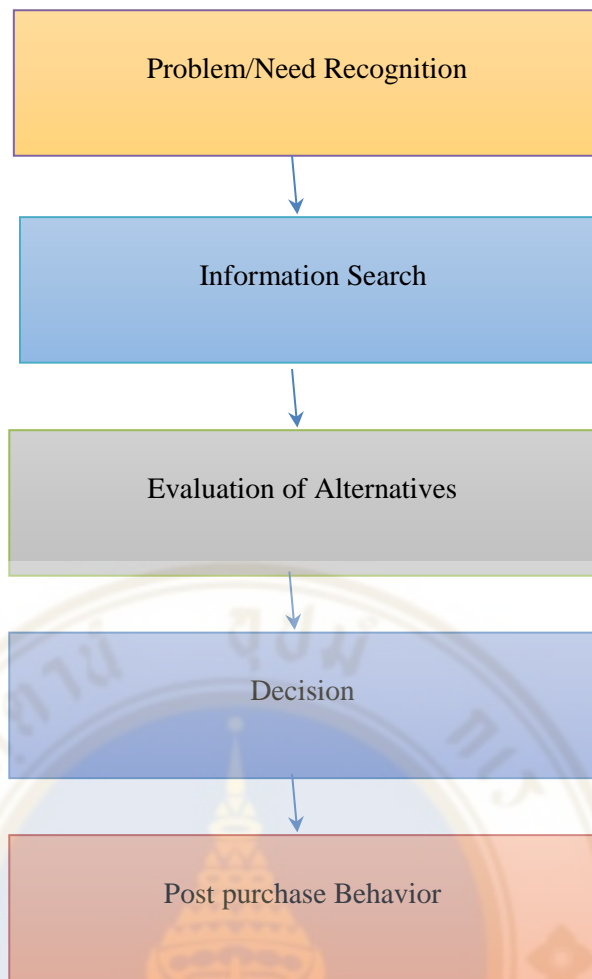 Problem/Need Recognition
Information Search
Evaluation of Alternatives
Decision
Post purchase Behavior